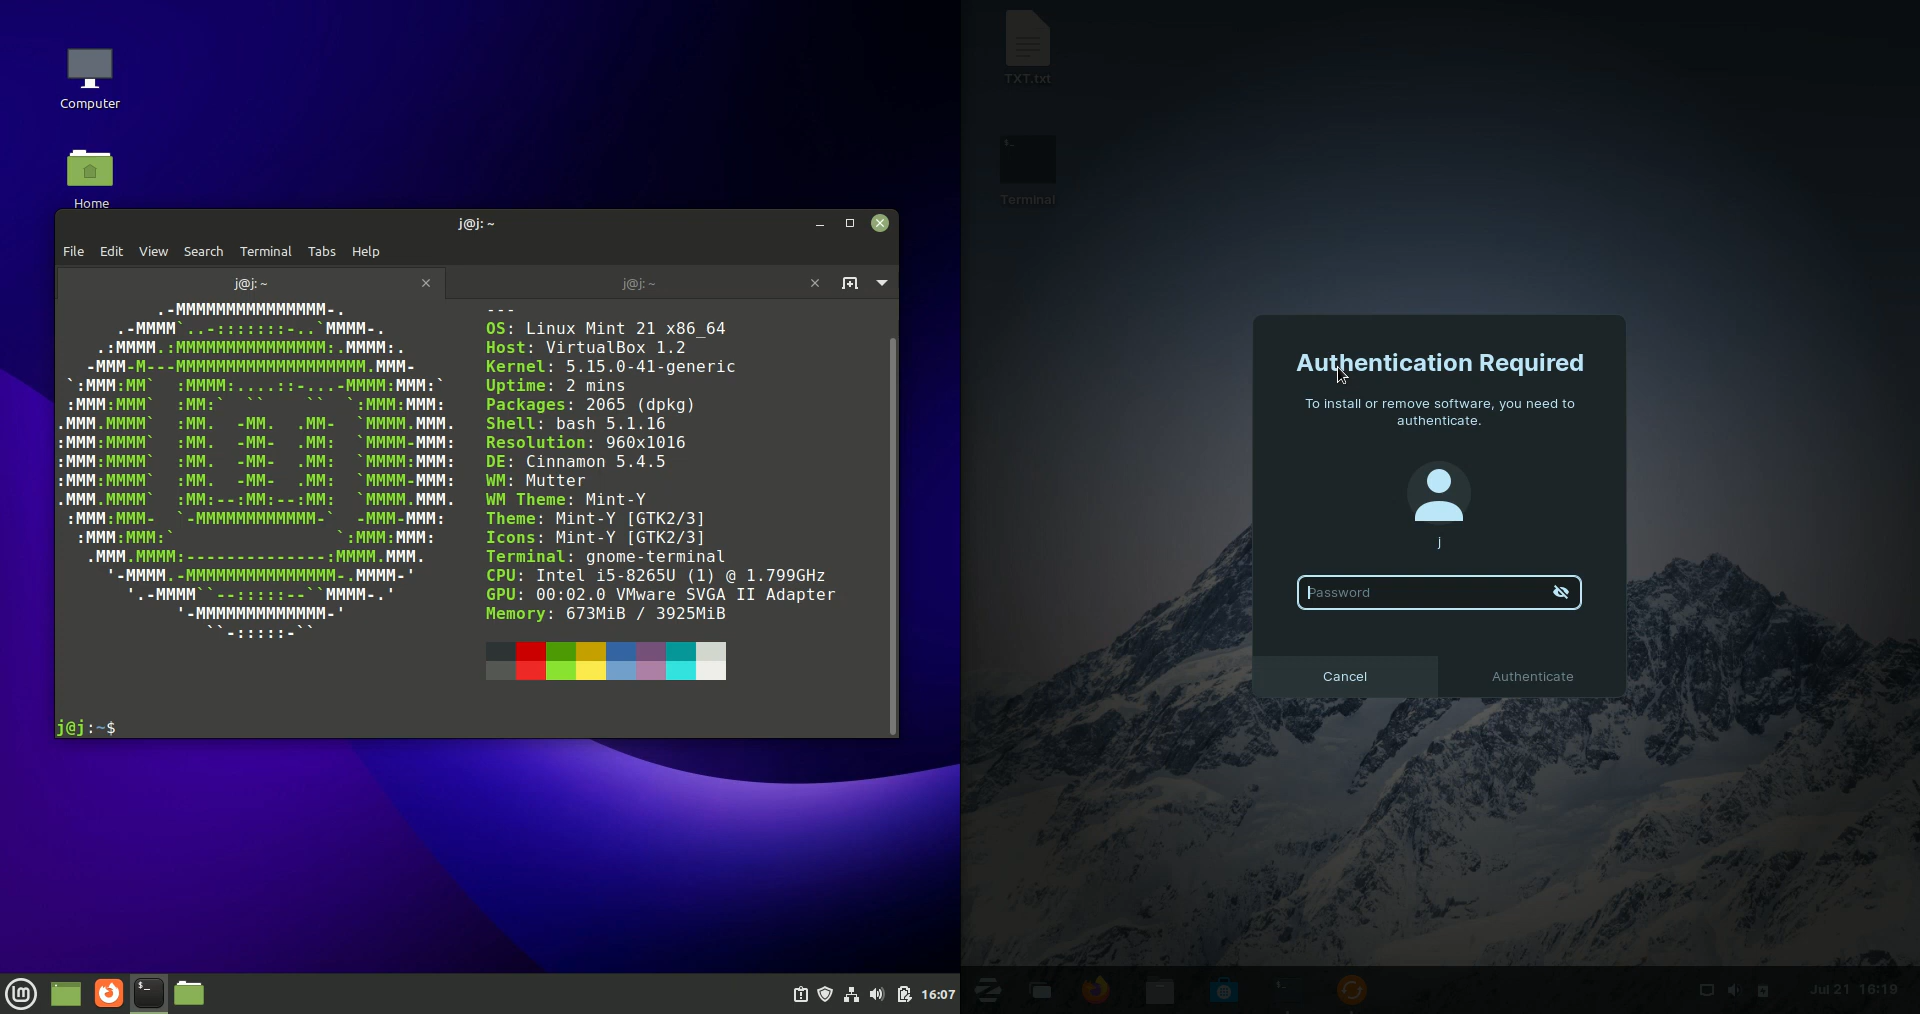 Computer
Home
j@j: ~
File Edit View Search Terminal Tabs Help
j@j: ~
j@j: ~
---
OS: Linux Mint 21 x86_64
Host: VirtualBox 1.2
Kernel: 5.15.0-41-generic
Uptime: 2 mins
Packages: 2065 (dpkg)
Shell: bash 5.1.16
Resolution: 960x1016
DE: Cinnamon 5.4.5
WM: Mutter
WM Theme: Mint-Y
Theme: Mint-Y [GTK2/3]
Icons: Mint-Y [GTK2/3]
Terminal: gnome-terminal
CPU: Intel i5-8265U (1) @ 1.799GHz
GPU: 00:02.0 VMware SVGA II Adapter
Memory: 673MiB / 3925MiB
j@j:~$
16:07
TXT.txt
Terminal
Authentication Required
To install or remove software, you need to
authenticate.
j
Password
Cancel Authenticate
Jul 21 16:19